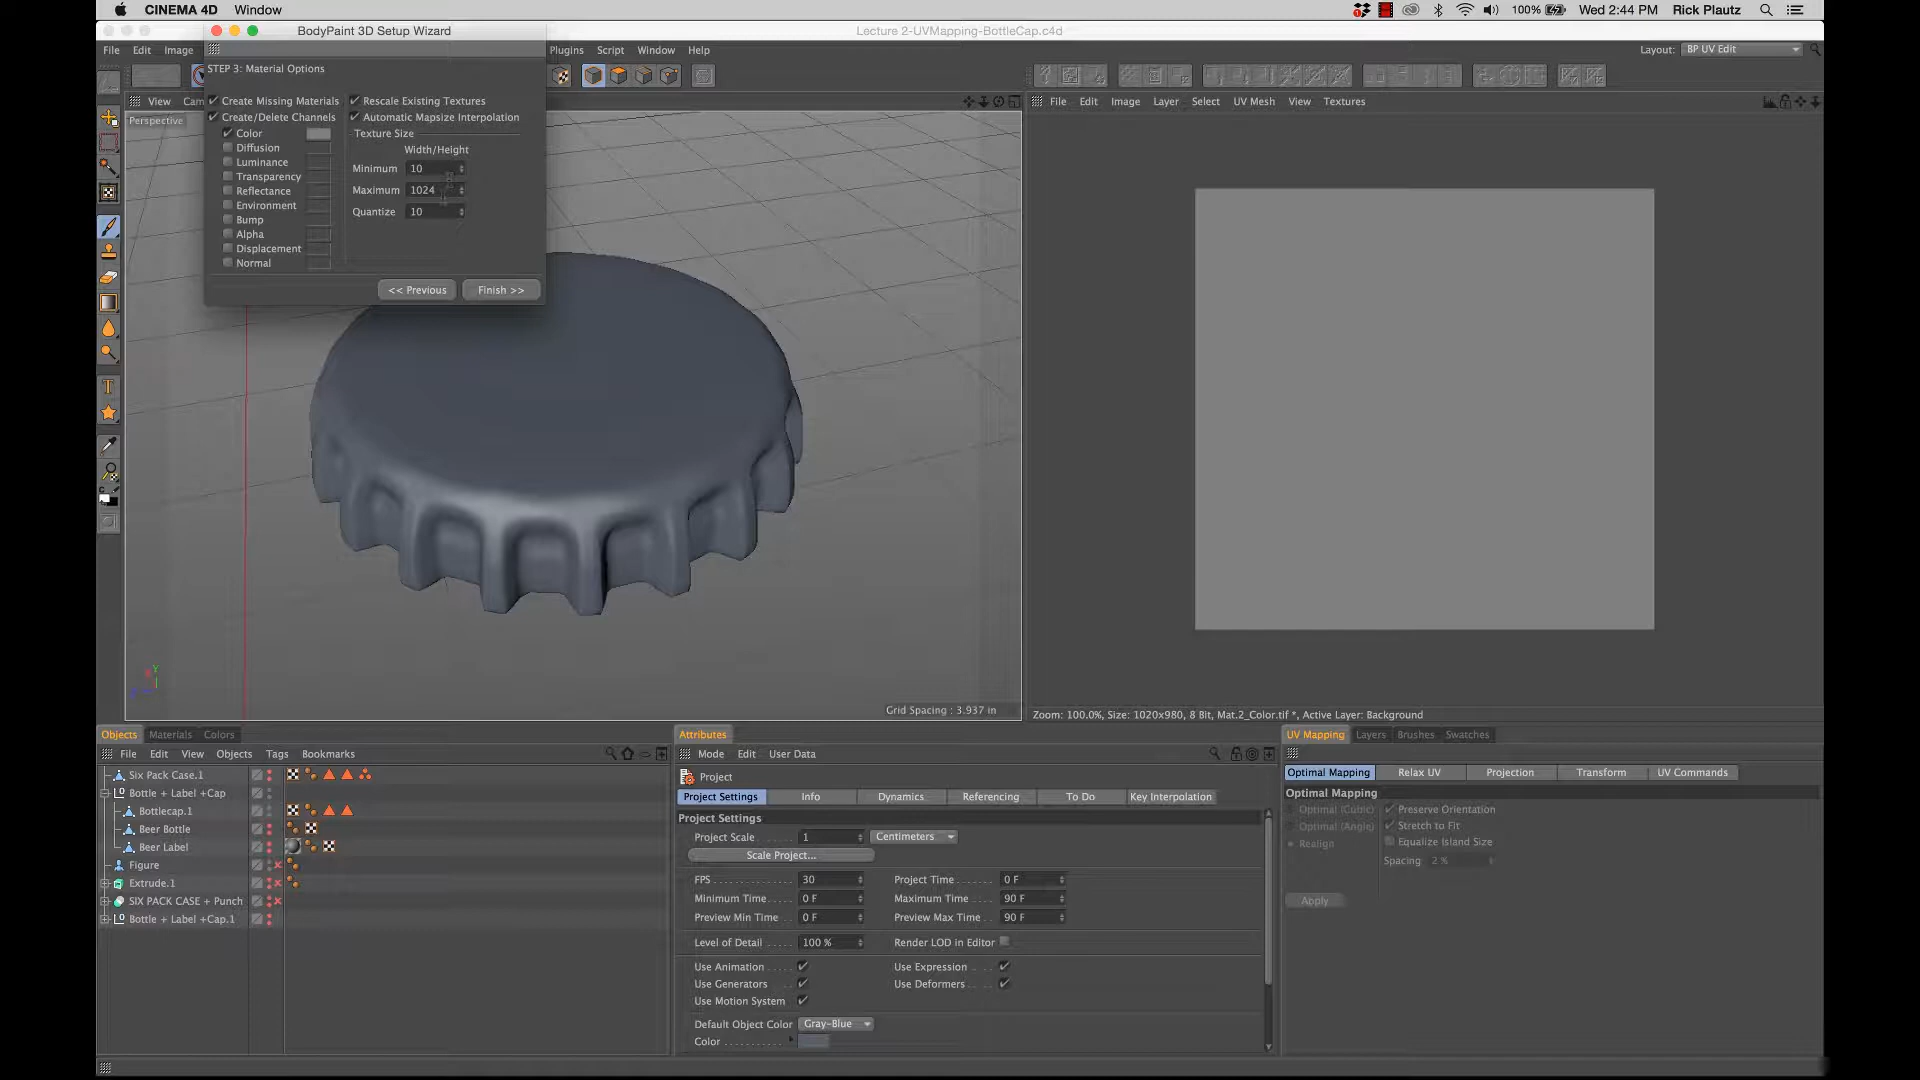 CINEMA 4D Window
100% Wed 2:44 PM Rick Plautz
BodyPaint 3D Setup Wizard
Lecture 2-UVMapping-BottleCap.c4d
File Edit Image Plugins Script Window Help
Layout: BP UV Edit
STEP 3: Material Options
Create Missing Materials
Rescale Existing Textures
Create/Delete Channels
Automatic Mapsize Interpolation
Color
Texture Size
Diffusion
Width/Height
Luminance
Minimum 10
Transparency
Reflectance
Maximum 1024
Environment
Quantize 10
Bump
Alpha
Displacement
Normal
<< Previous
Finish >>
View Cam
Perspective
File Edit Image Layer Select UV Mesh View Textures
Y
Grid Spacing : 3.937 in
Zoom: 100.0%, Size: 1020x980, 8 Bit, Mat.2_Color.tif *, Active Layer: Background
Objects Materials Colors
File Edit View Objects Tags Bookmarks
Six Pack Case.1
Bottle + Label +Cap
Bottlecap.1
Beer Bottle
Beer Label
Figure
Extrude.1
SIX PACK CASE + Punch
Bottle + Label +Cap.1
Attributes
Mode Edit User Data
Project
Project Settings Info Dynamics Referencing To Do Key Interpolation
Project Settings
Project Scale 1 Centimeters
Scale Project...
FPS 30 Project Time 0 F
Minimum Time 0 F Maximum Time 90 F
Preview Min Time 0 F Preview Max Time 90 F
Level of Detail 100 % Render LOD in Editor
Use Animation Use Expression
Use Generators Use Deformers
Use Motion System
Default Object Color Gray-Blue
Color
UV Mapping Layers Brushes Swatches
Optimal Mapping Relax UV Projection Transform UV Commands
Optimal Mapping
Optimal (Cubic) Preserve Orientation
Optimal (Angle) Stretch to Fit
Realign Equalize Island Size
Spacing 2 %
Apply